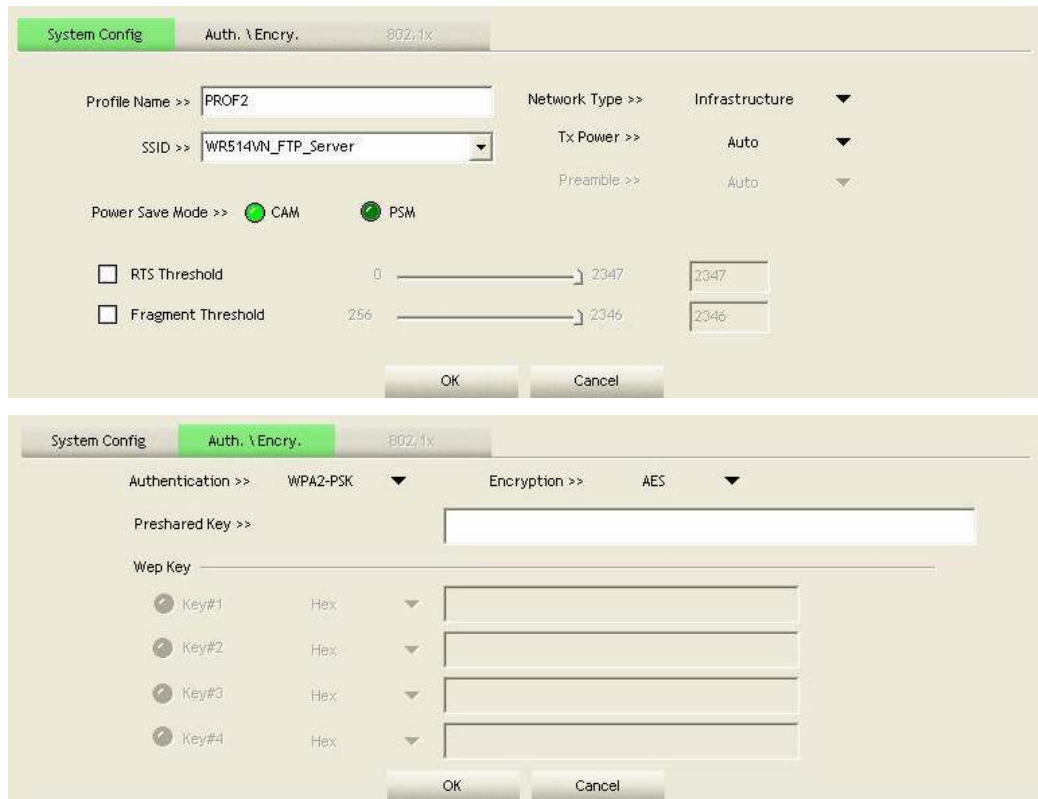 System Config Auth. \ Encry. 802.1x
Profile Name >> PROF2 Network Type >> Infrastructure
SSID >> WR514VN_FTP_Server Tx Power >> Auto
Preamble >> Auto
Power Save Mode >> CAM PSM
RTS Threshold 0 2347 2347
Fragment Threshold 256 2346 2346
OK Cancel
System Config Auth. \ Encry. 802.1x
Authentication >> WPA2-PSK Encryption >> AES
Preshared Key >>
Wep Key
Key#1 Hex
Key#2 Hex
Key#3 Hex
Key#4 Hex
OK Cancel